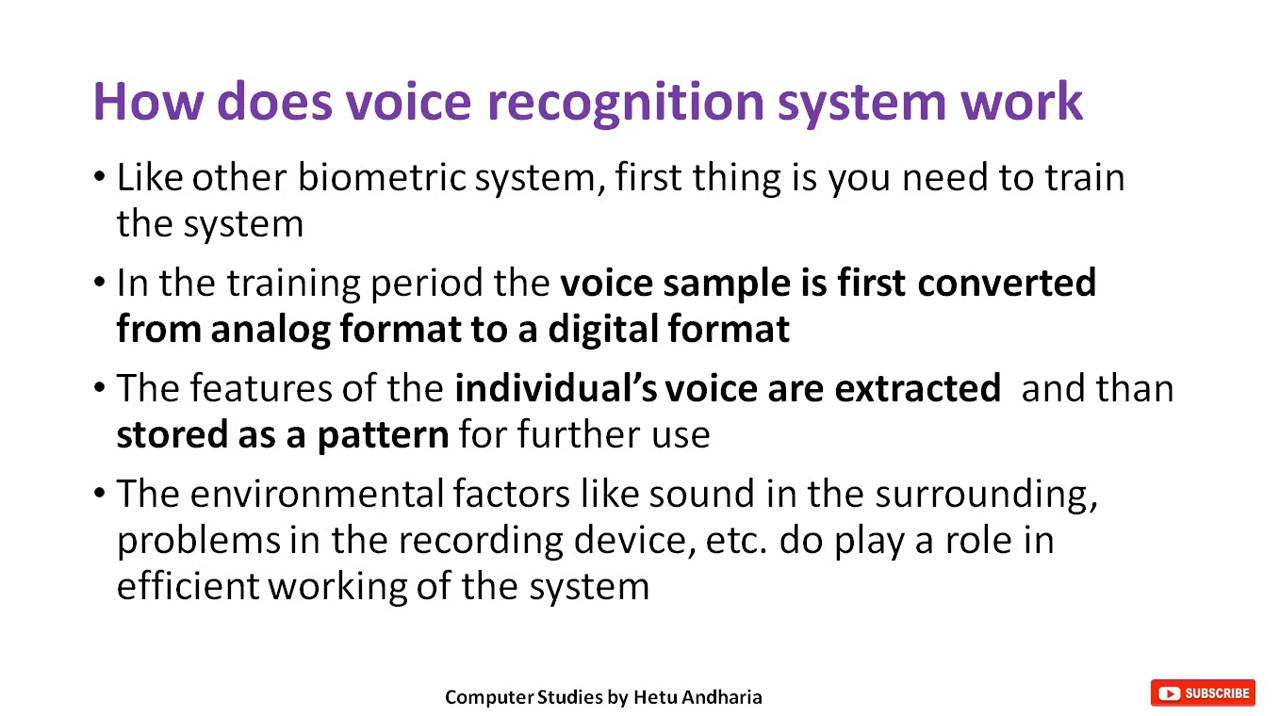 How does voice recognition system work
• Like other biometric system, first thing is you need to train
the system
• In the training period the voice sample is first converted
from analog format to a digital format
• The features of the individual's voice are extracted and than
stored as a pattern for further use
• The environmental factors like sound in the surrounding,
problems in the recording device, etc. do play a role in
efficient working of the system
Computer Studies by Hetu Andharia
SUBSCRIBE